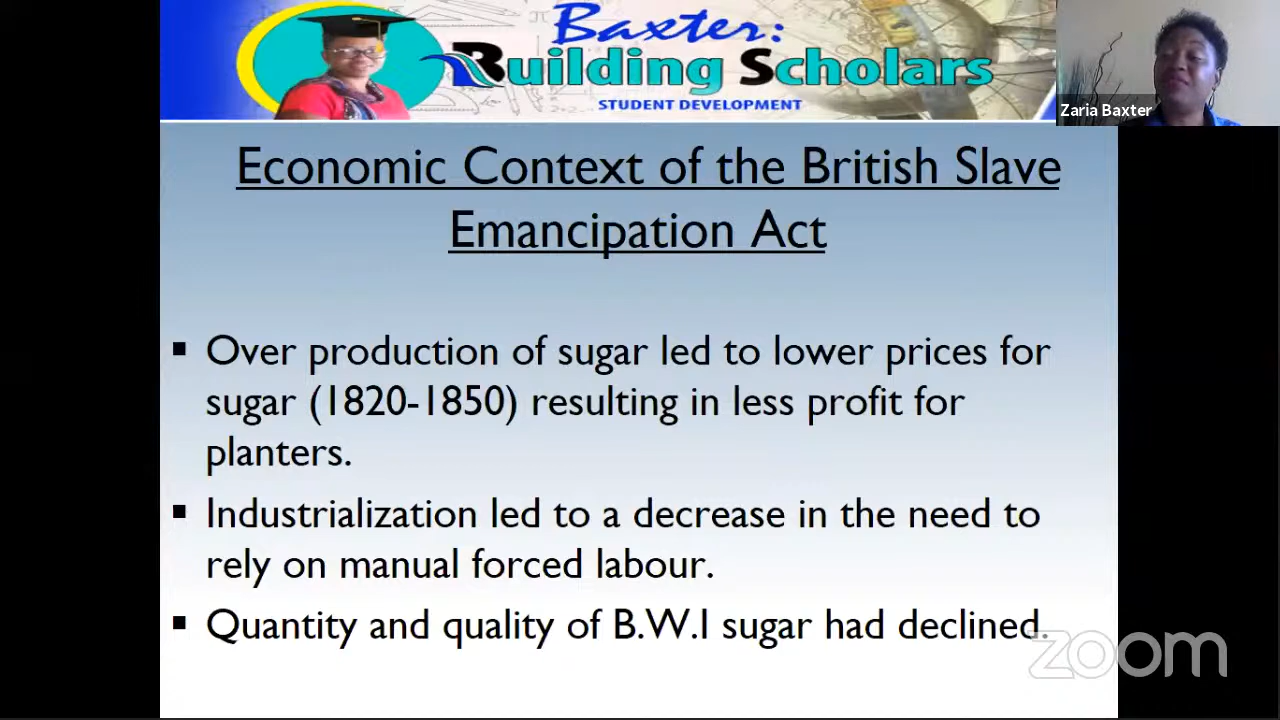 Baxter:
Building Scholars
STUDENT DEVELOPMENT
Zaria Baxter
Economic Context of the British Slave
Emancipation Act
▪ Over production of sugar led to lower prices for
sugar (1820-1850) resulting in less profit for
planters.
▪ Industrialization led to a decrease in the need to
rely on manual forced labour.
▪ Quantity and quality of B.W.I sugar had declined.
zoom